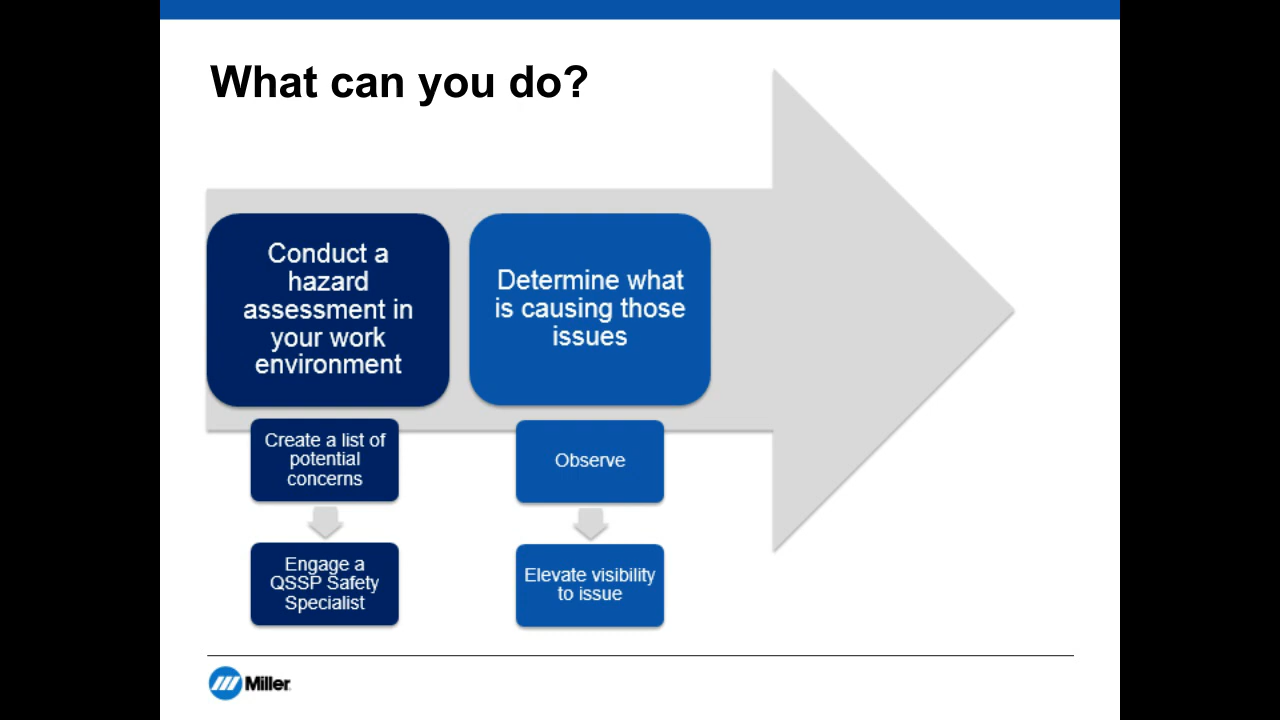 What can you do?
Conduct a
hazard
assessment in
your work
environment
Determine what
is causing those
issues
Create a list of
potential
concerns
Observe
Engage a
QSSP Safety
Specialist
Elevate visibility
to issue
Miller